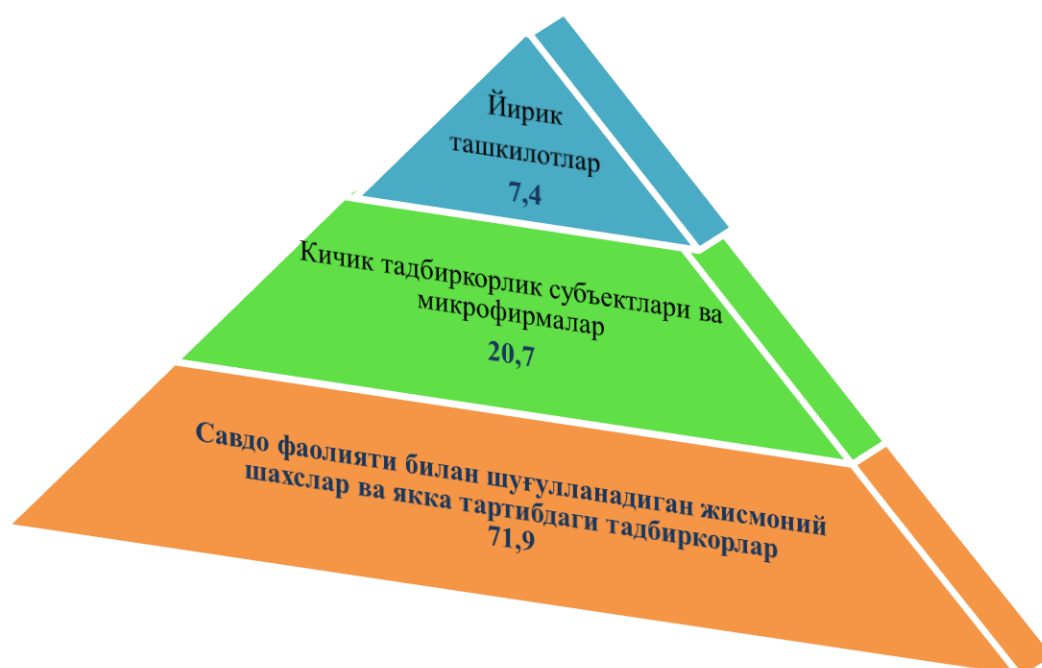 Йирик
ташкилотлар
7,4
Кичик тадбиркорлик субъектлари ва
микрофирмалар
20,7
Савдо фаолияти билан шуғулланадиган жисмоний
шахслар ва якка тартибдаги тадбиркорлар
71,9